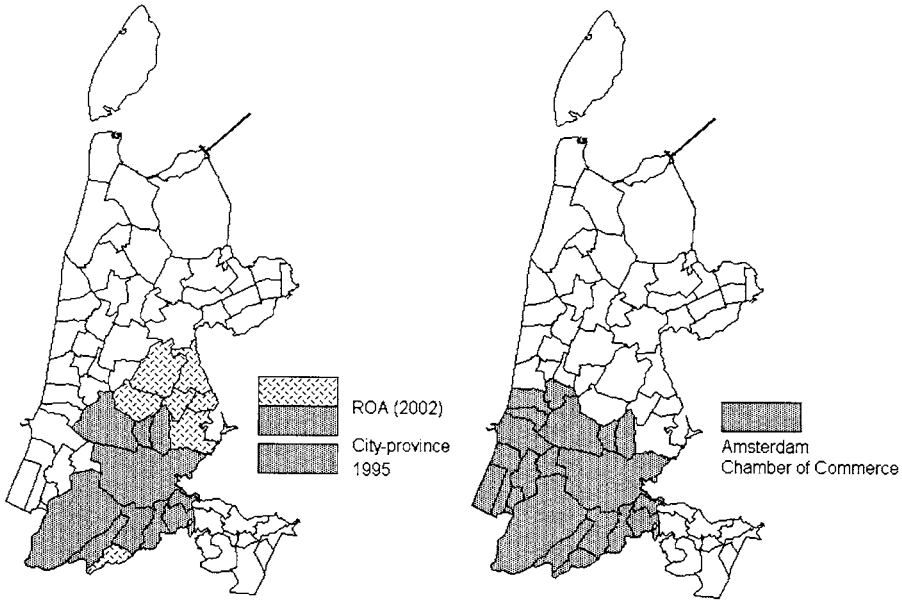 ROA (2002)
City-province
1995
Amsterdam
Chamber of Commerce